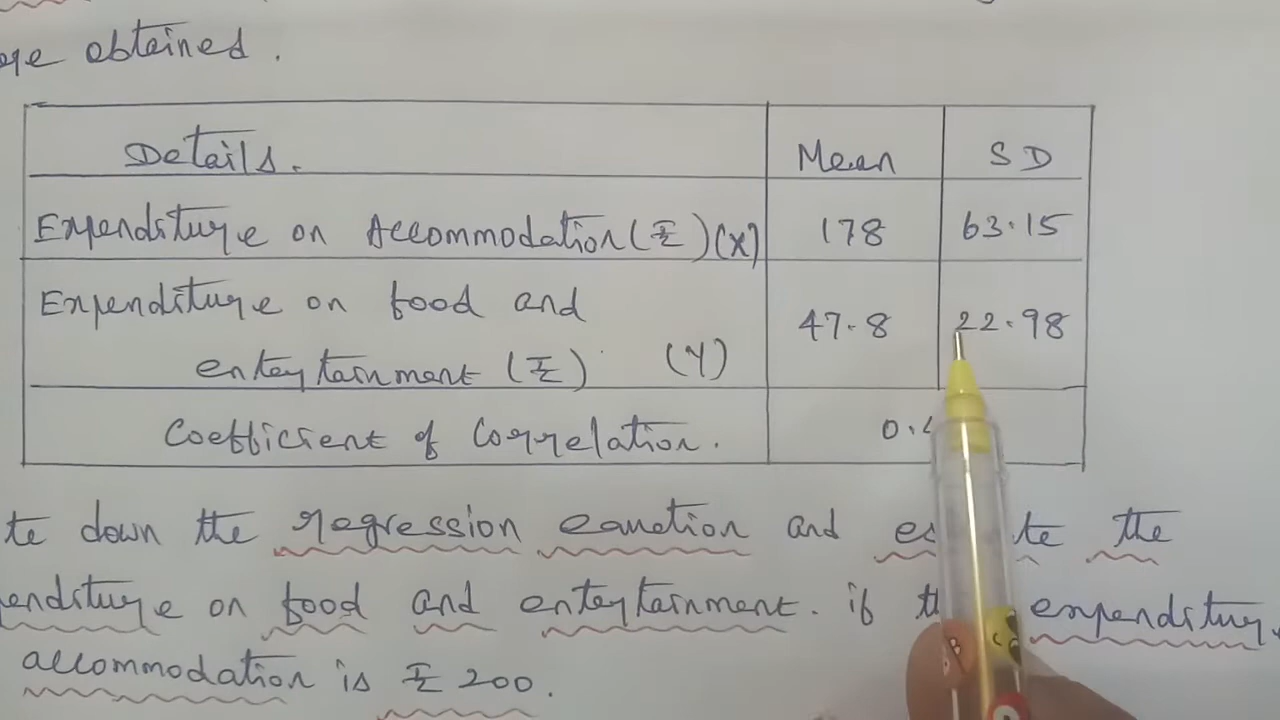 obtained.
Details. Mean SD
Expenditure on Accommodation (₹) (X) 178 63.15
Expenditure on food and
entertainment (₹) (Y) 47.8 22.98
Coefficient of Correlation.
down the regression equation and the
on food and entertainment. if expenditure
accommodation is ₹ 200.